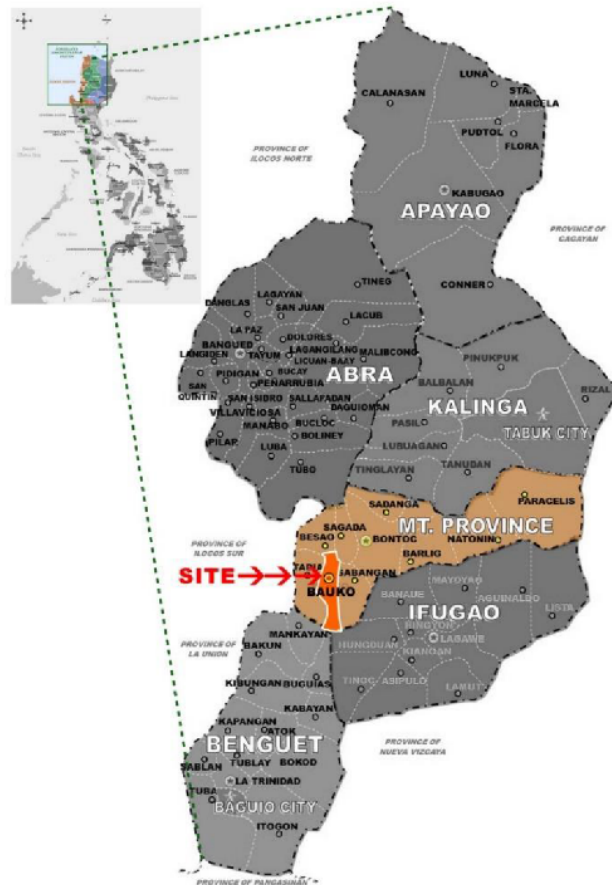 LUNA
STA.
MARCELA
CALANASAN
PUDTOL
FLORA
PROVINCE OF
ILOCOS NORTE
KABUGAO
APAYAO
PROVINCE OF
CAGAYAN
TINEG
CONNER
LAGAYAN
DANGLAS
SAN JUAN
LACUB
LA PAZ
DOLORES
BANGUED
LAGANGILANG
TAYUM
MALIBCONG
LANGIDEN
LICUAN-BAAY
PINUKPUK
BUCAY
ABRA
PIDIGAN
BALBALAN
PEÑARRUBIA
SAN
QUINTIN
RIZAL
KALINGA
SAN ISIDRO
SALLAPADAN
VILLAVICIOSA
DAGUIOMAN
PASIL
TABUK CITY
MANABO
BUCLOC
PILAR
BOLINEY
LUBUAGAN
LUBA
TUBO
TINGLAYAN
TANUDAN
PARACELIS
SADANGA
MT. PROVINCE
SAGADA
PROVINCE OF
ILOCOS SUR
BESAO
BONTOC
NATONIN
BARLIG
SITE
TADIA
SABANGAN
BAUKO
MAYOYAO
BANAUE
AGUINALDO
IFUGAO
LISTA
MANKAYAN
HUNGDUAN
LAGAWE
PROVINCE OF
LA UNION
BAKUN
KIANGAN
KIBUNGAN
BUGUIAS
TINOC
ASIPULO
LAMUT
KABAYAN
KAPANGAN
ATOK
BENGUET
PROVINCE OF
NUEVA VIZCAYA
SABLAN
TUBLAY
BOKOD
LA TRINIDAD
TUBA
BAGUIO CITY
ITOGON
PROVINCE OF PANGASINAN